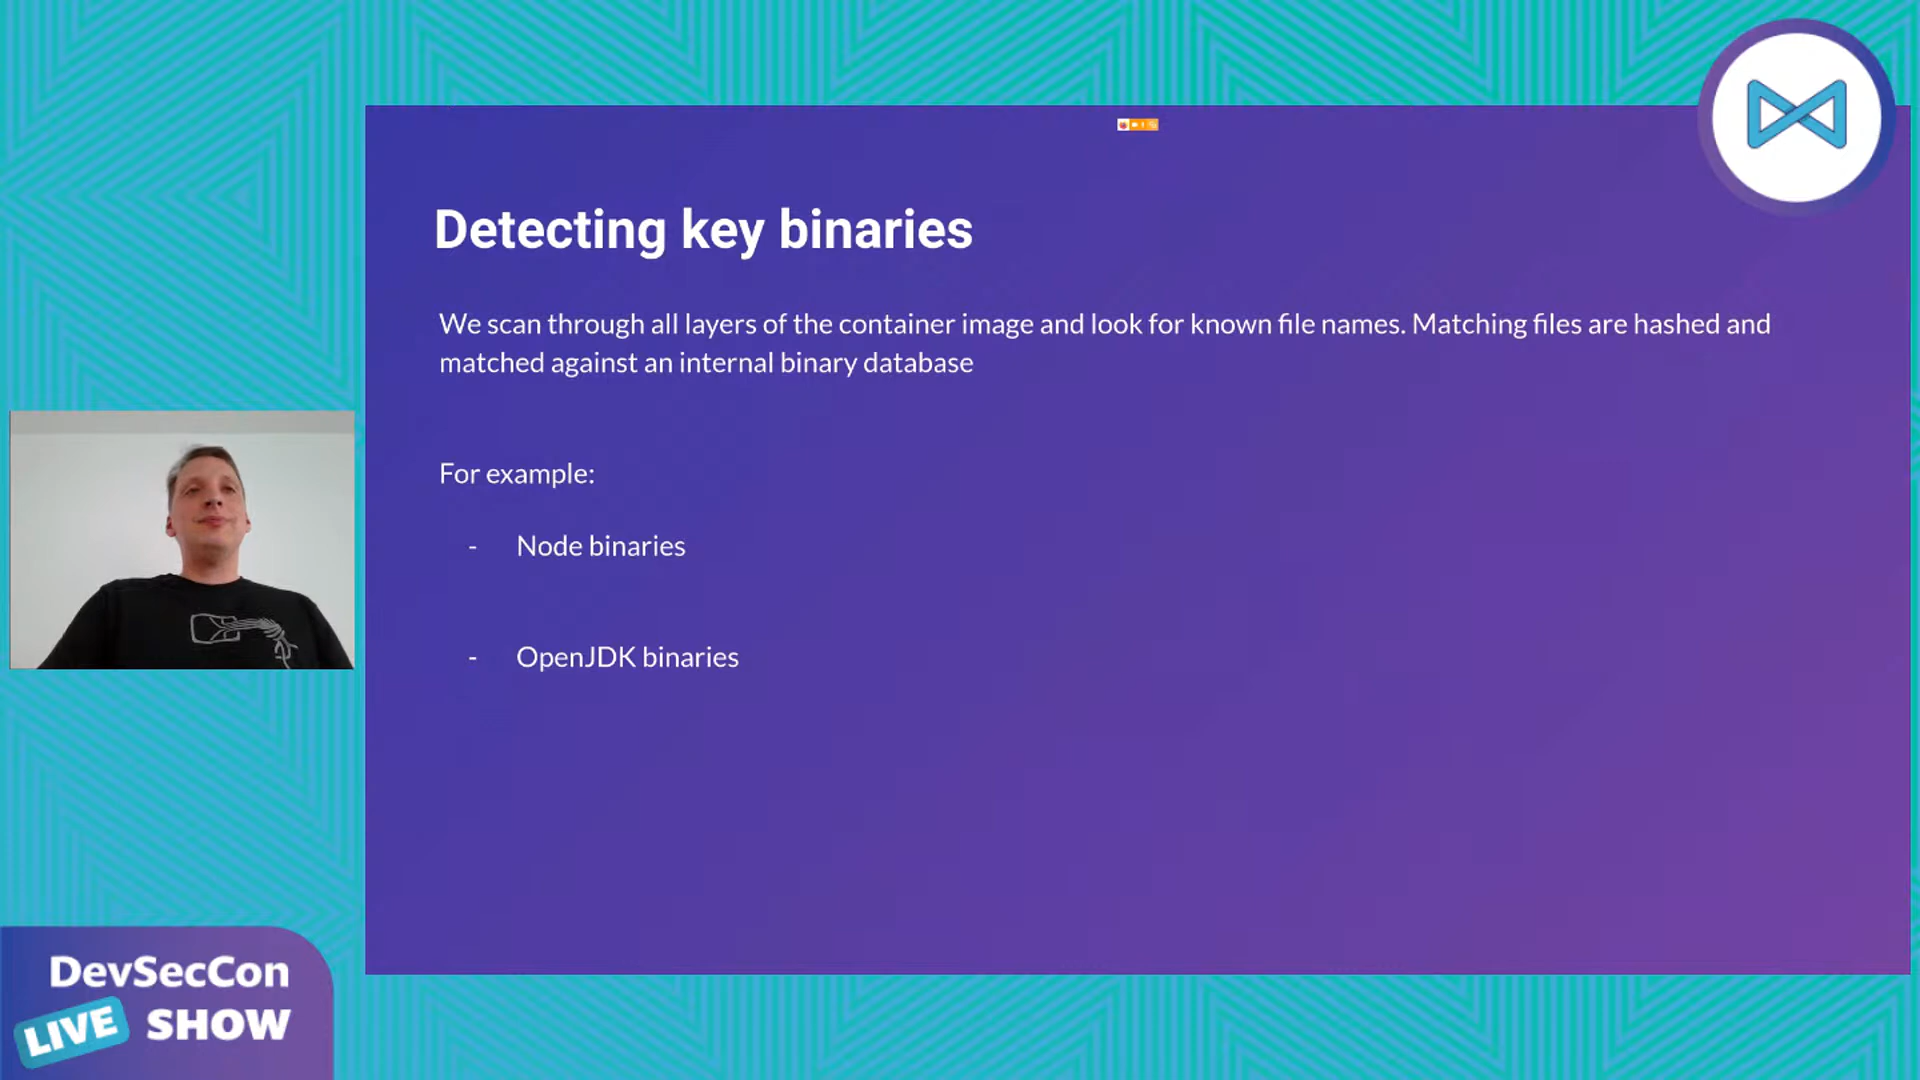 Detecting key binaries
We scan through all layers of the container image and look for known file names. Matching files are hashed and
matched against an internal binary database
For example:
- Node binaries
- OpenJDK binaries
DevSecCon
LIVE SHOW